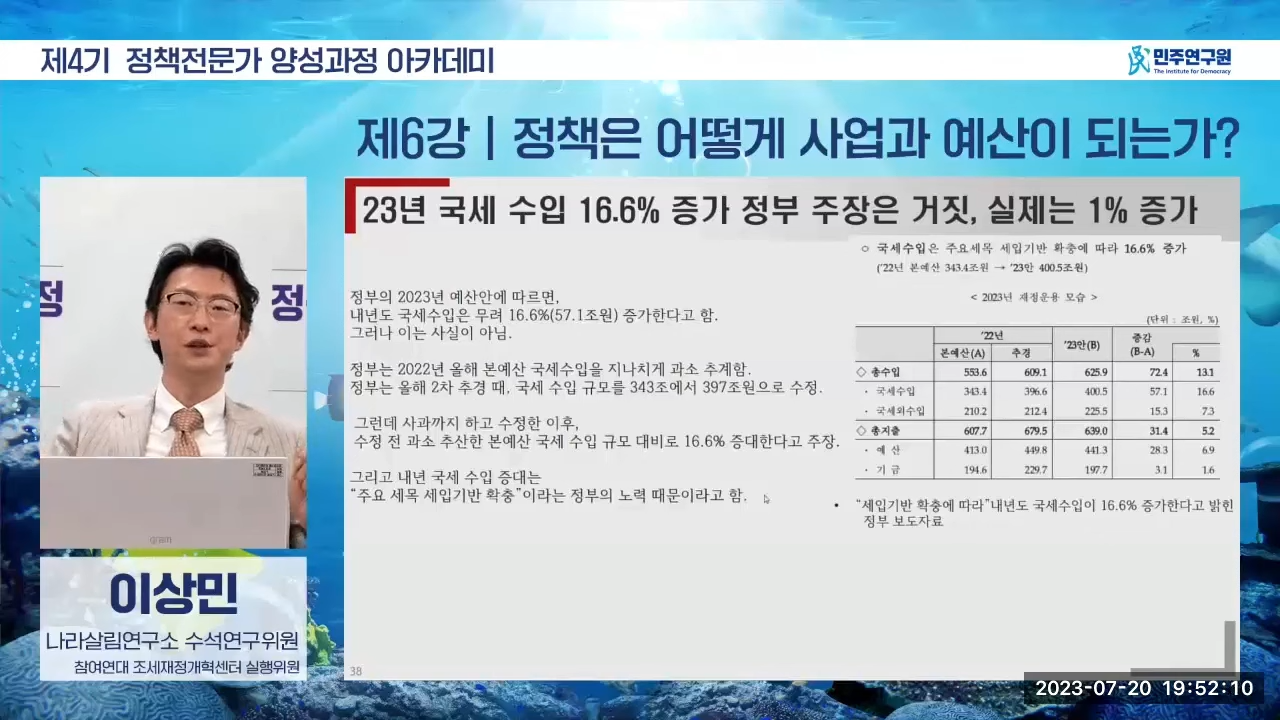 제4기 정책전문가 양성과정 아카데미
민주연구원
The Institute for Democracy
제6강 | 정책은 어떻게 사업과 예산이 되는가?
23년 국세 수입 16.6% 증가 정부 주장은 거짓, 실제는 1% 증가
정부의 2023년 예산안에 따르면,
내년도 국세수입은 무려 16.6%(57.1조원) 증가한다고 함.
그러나 이는 사실이 아님.
정부는 2022년 올해 본예산 국세수입을 지나치게 과소 추계함.
정부는 올해 2차 추경 때, 국세 수입 규모를 343조에서 397조원으로 수정.
그런데 사과까지 하고 수정한 이후,
수정 전 과소 추산한 본예산 국세 수입 규모 대비로 16.6% 증대한다고 주장.
그리고 내년 국세 수입 증대는
“주요 세목 세입기반 확충”이라는 정부의 노력 때문이라고 함.
○ 국세수입은 주요세목 세입기반 확충에 따라 16.6% 증가
('22년 본예산 343.4조원 → '23안 400.5조원)
< 2023년 재정운용 모습 >
(단위 : 조원, %)
'22년 '23안(B) 증감 (B-A)
본예산(A) 추경 %
◇ 총수입 553.6 609.1 625.9 72.4 13.1
· 국세수입 343.4 396.6 400.5 57.1 16.6
· 국세외수입 210.2 212.4 225.5 15.3 7.3
◇ 총지출 607.7 679.5 639.0 31.4 5.2
· 예 산 413.0 449.8 441.3 28.3 6.9
· 기 금 194.6 229.7 197.7 3.1 1.6
• “세입기반 확충에 따라”내년도 국세수입이 16.6% 증가한다고 밝힌
정부 보도자료
38
정
정
gram
이상민
나라살림연구소 수석연구위원
참여연대 조세재정개혁센터 실행위원
2023-07-20 19:52:10